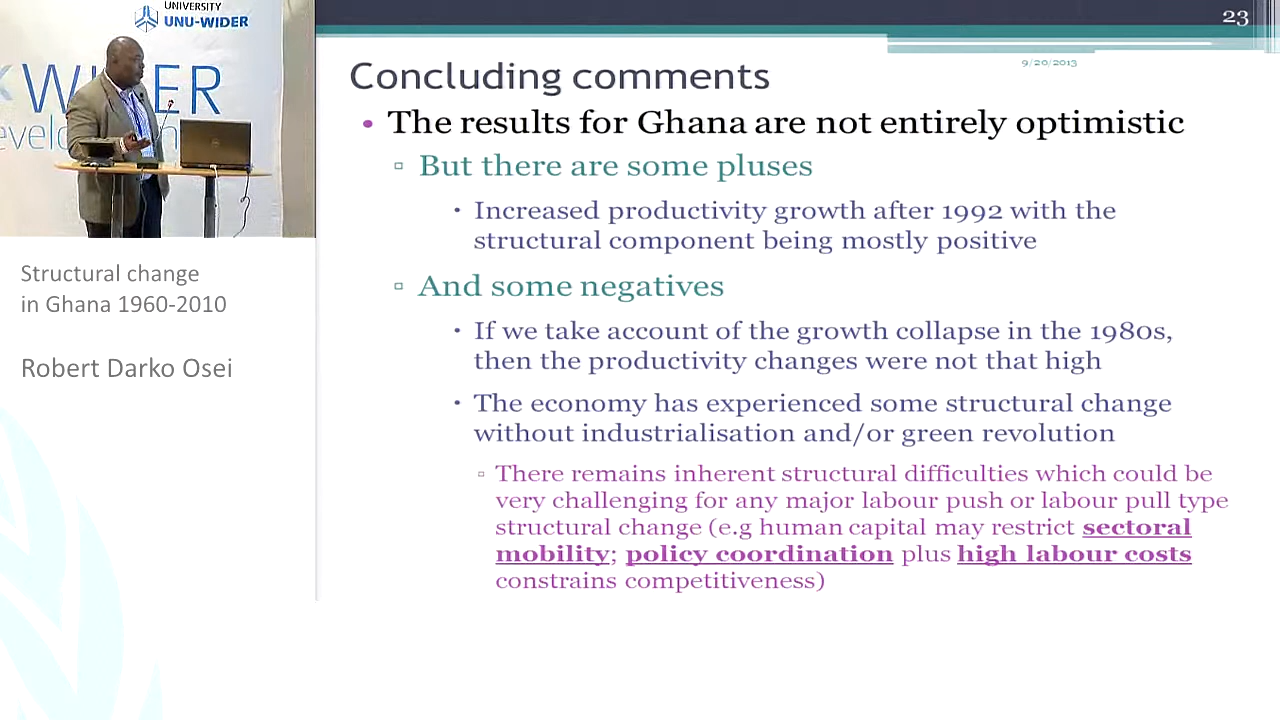 UNIVERSITY
UNU-WIDER
WIDER
evelo
23
9/20/2013
Concluding comments
• The results for Ghana are not entirely optimistic
▫ But there are some pluses
• Increased productivity growth after 1992 with the
structural component being mostly positive
▫ And some negatives
• If we take account of the growth collapse in the 1980s,
then the productivity changes were not that high
• The economy has experienced some structural change
without industrialisation and/or green revolution
▫ There remains inherent structural difficulties which could be
very challenging for any major labour push or labour pull type
structural change (e.g human capital may restrict sectoral
mobility; policy coordination plus high labour costs
constrains competitiveness)
Structural change
in Ghana 1960-2010
Robert Darko Osei